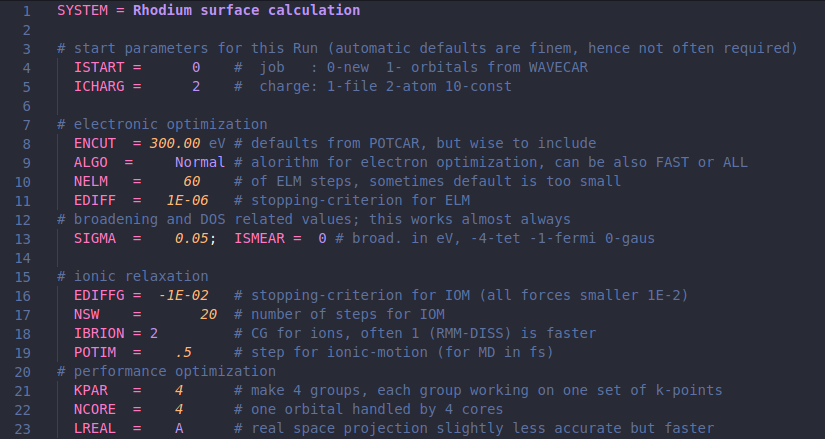 1 SYSTEM = Rhodium surface calculation
2
3 # start parameters for this Run (automatic defaults are finem, hence not often required)
4 ISTART = 0 # job : 0-new 1- orbitals from WAVECAR
5 ICHARG = 2 # charge: 1-file 2-atom 10-const
6
7 # electronic optimization
8 ENCUT = 300.00 eV # defaults from POTCAR, but wise to include
9 ALGO = Normal # alorithm for electron optimization, can be also FAST or ALL
10 NELM = 60 # of ELM steps, sometimes default is too small
11 EDIFF = 1E-06 # stopping-criterion for ELM
12 # broadening and DOS related values; this works almost always
13 SIGMA = 0.05; ISMEAR = 0 # broad. in eV, -4-tet -1-fermi 0-gaus
14
15 # ionic relaxation
16 EDIFFG = -1E-02 # stopping-criterion for IOM (all forces smaller 1E-2)
17 NSW = 20 # number of steps for IOM
18 IBRION = 2 # CG for ions, often 1 (RMM-DISS) is faster
19 POTIM = .5 # step for ionic-motion (for MD in fs)
20 # performance optimization
21 KPAR = 4 # make 4 groups, each group working on one set of k-points
22 NCORE = 4 # one orbital handled by 4 cores
23 LREAL = A # real space projection slightly less accurate but faster